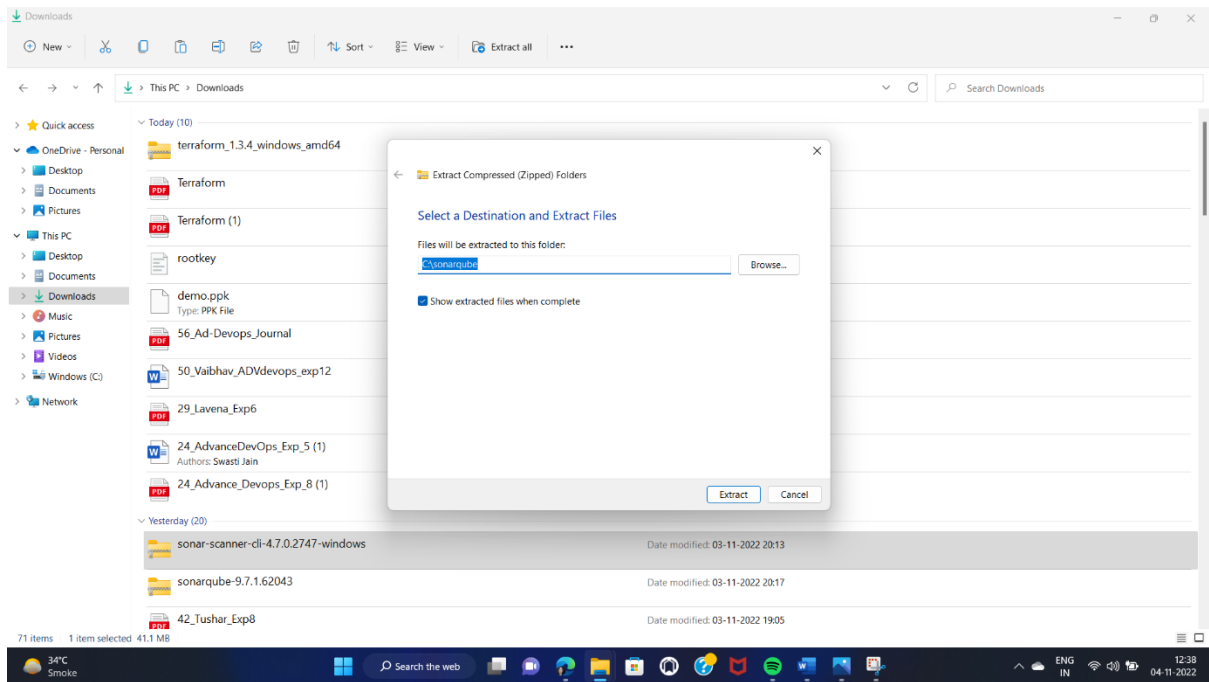 Downloads
New
Sort
View
Extract all
This PC > Downloads
Search Downloads
Quick access
OneDrive - Personal
Desktop
Documents
Pictures
This PC
Desktop
Documents
Downloads
Music
Pictures
Videos
Windows (C:)
Network
Today (10)
terraform_1.3.4_windows_amd64
PDF
Terraform
PDF
Terraform (1)
rootkey
demo.ppk
Type: PPK File
PDF
56_Ad-Devops_Journal
W
50_Vaibhav_ADVdevops_exp12
PDF
29_Lavena_Exp6
W
24_AdvanceDevOps_Exp_5 (1)
Authors: Swasti Jain
PDF
24_Advance_Devops_Exp_8 (1)
Yesterday (20)
sonar-scanner-cli-4.7.0.2747-windows
Date modified: 03-11-2022 20:13
sonarqube-9.7.1.62043
Date modified: 03-11-2022 20:17
PDF
42_Tushar_Exp8
Date modified: 03-11-2022 19:05
Extract Compressed (Zipped) Folders
Select a Destination and Extract Files
Files will be extracted to this folder:
C:\sonarqube
Browse...
Show extracted files when complete
Extract
Cancel
71 items
1 item selected 41.1 MB
34°C
Smoke
Search the web
ENG
IN
12:38
04-11-2022